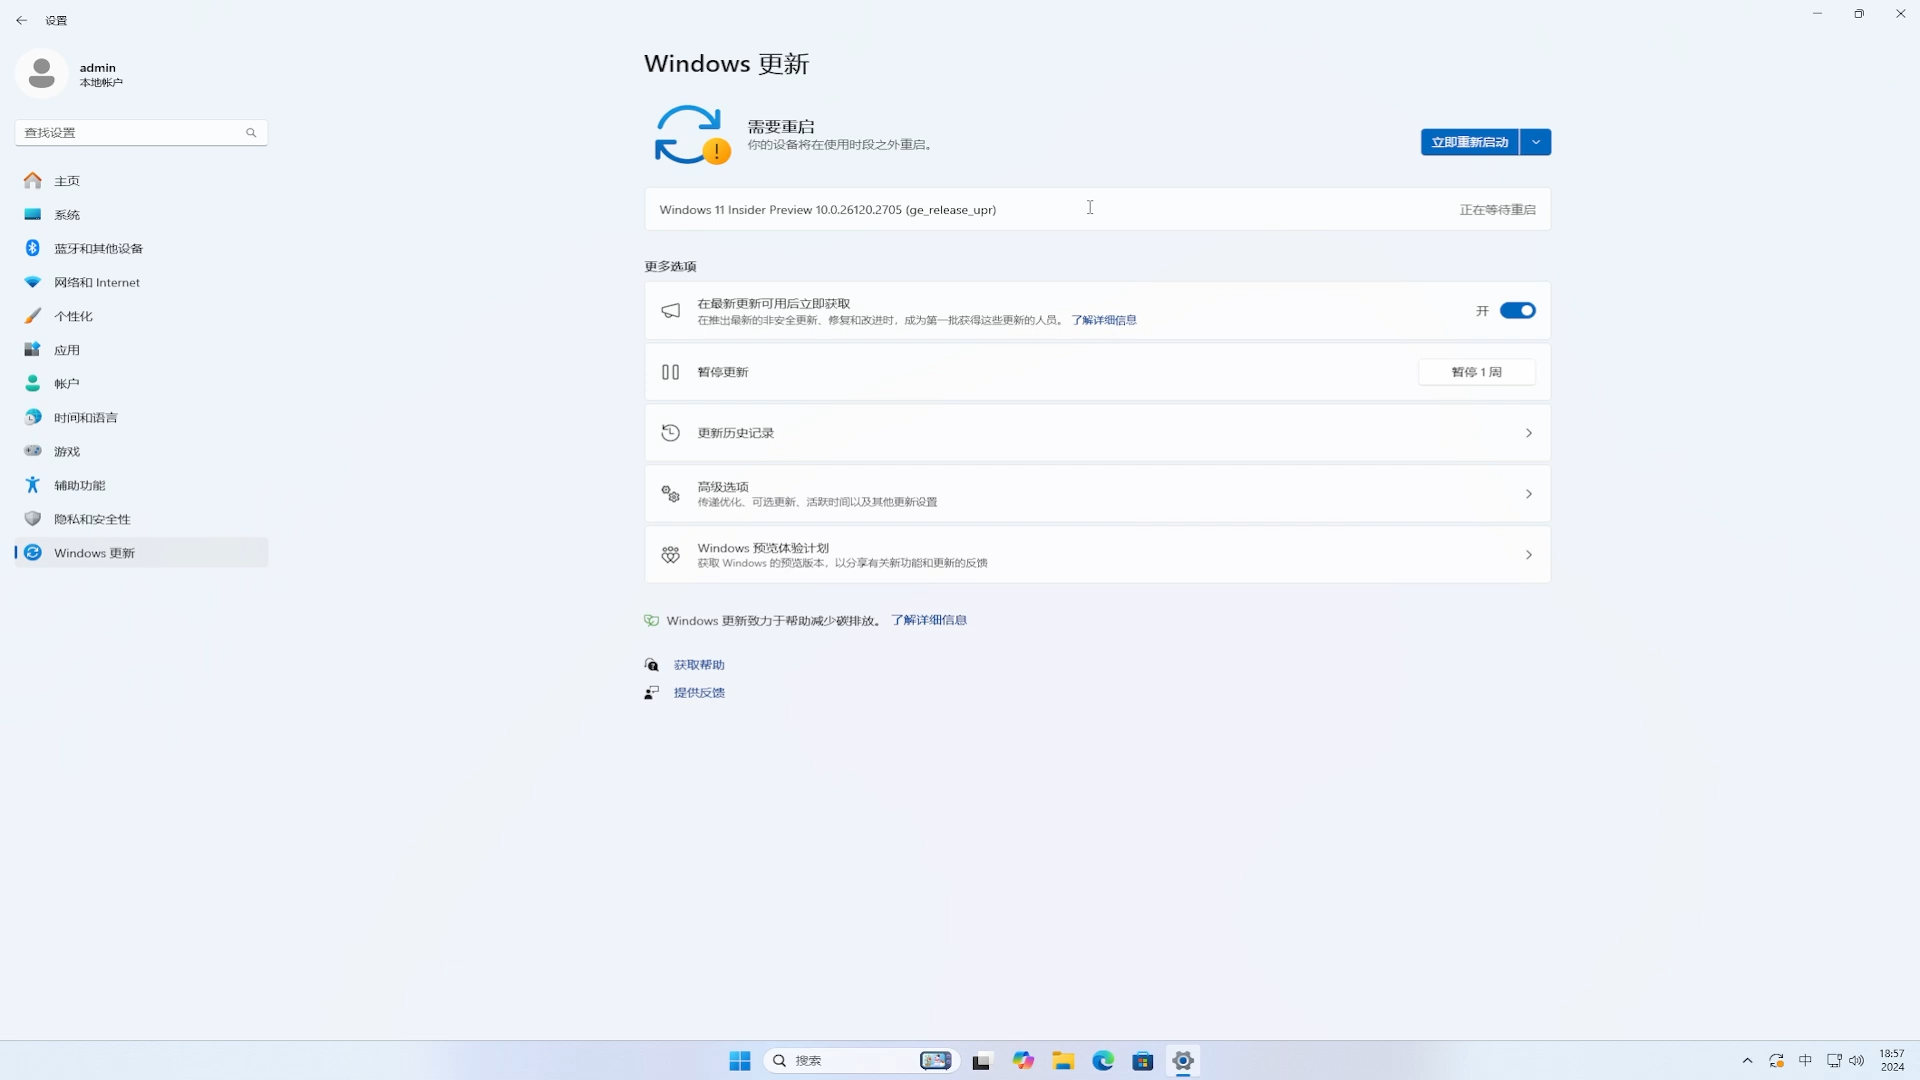 设置
admin
本地帐户
查找设置
主页
系统
蓝牙和其他设备
网络和 Internet
个性化
应用
帐户
时间和语言
游戏
辅助功能
隐私和安全性
Windows 更新
Windows 更新
需要重启
你的设备将在使用时段之外重启。
立即重新启动
Windows 11 Insider Preview 10.0.26120.2705 (ge_release_upr)
正在等待重启
更多选项
在最新更新可用后立即获取
在推出最新的非安全更新、修复和改进时，成为第一批获得这些更新的人员。 了解详细信息
开
暂停更新
暂停 1 周
更新历史记录
高级选项
传递优化、可选更新、活跃时间以及其他更新设置
Windows 预览体验计划
获取 Windows 的预览版本，以分享有关新功能和更新的反馈
Windows 更新致力于帮助减少碳排放。 了解详细信息
获取帮助
提供反馈
搜索
中
18:57
2024